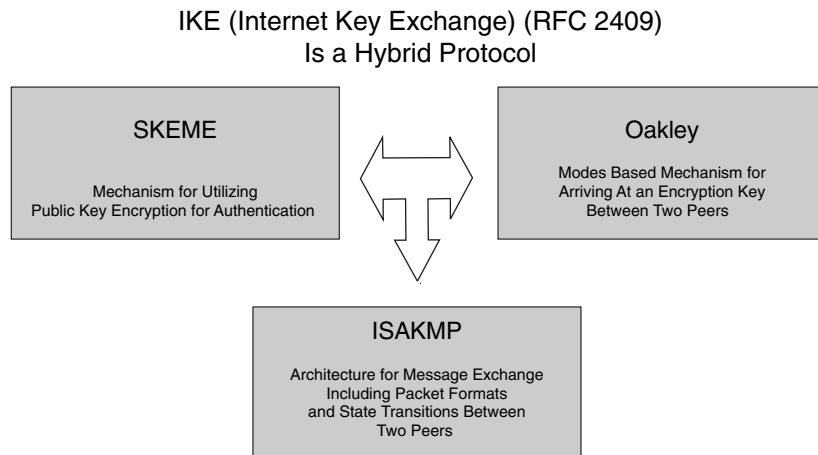 IKE (Internet Key Exchange) (RFC 2409)
Is a Hybrid Protocol
SKEME
Mechanism for Utilizing
Public Key Encryption for Authentication
Oakley
Modes Based Mechanism for
Arriving At an Encryption Key
Between Two Peers
ISAKMP
Architecture for Message Exchange
Including Packet Formats
and State Transitions Between
Two Peers